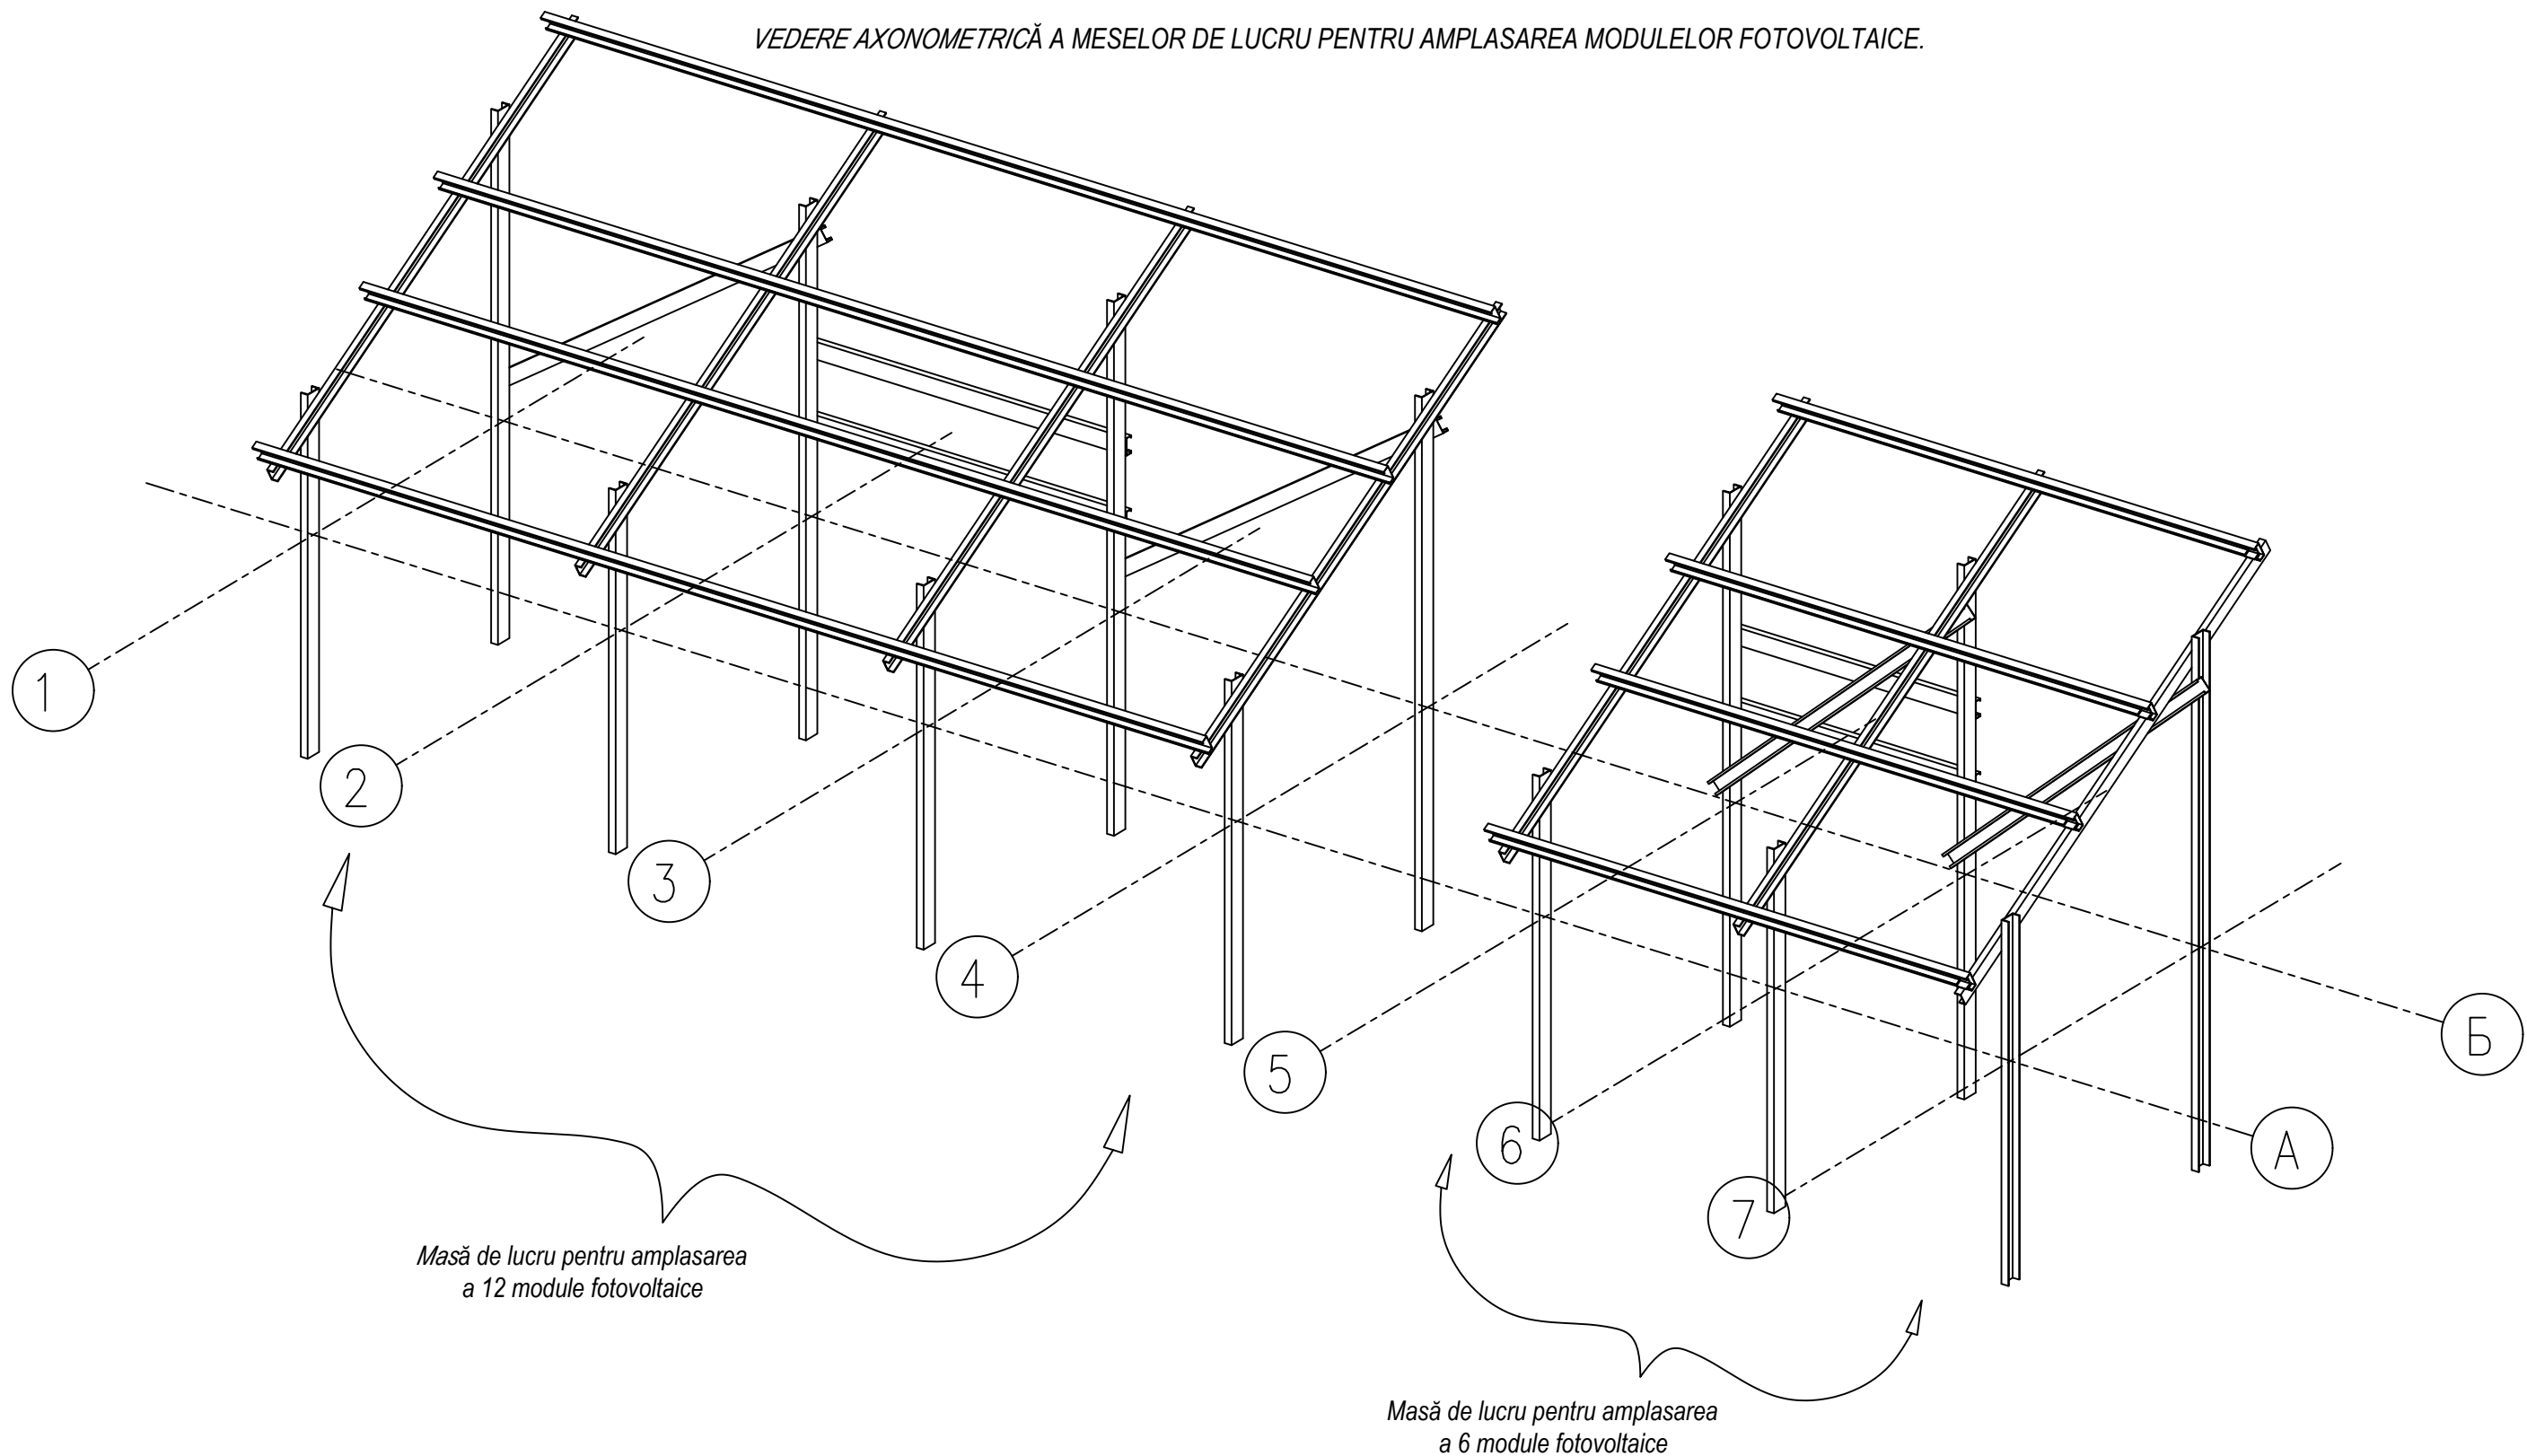 VEDERE AXONOMETRICĂ A MESELOR DE LUCRU PENTRU AMPLASAREA MODULELOR FOTOVOLTAICE.
1
2
3
4
5
6
7
Б
А
Masă de lucru pentru amplasarea
a 12 module fotovoltaice
Masă de lucru pentru amplasarea
a 6 module fotovoltaice